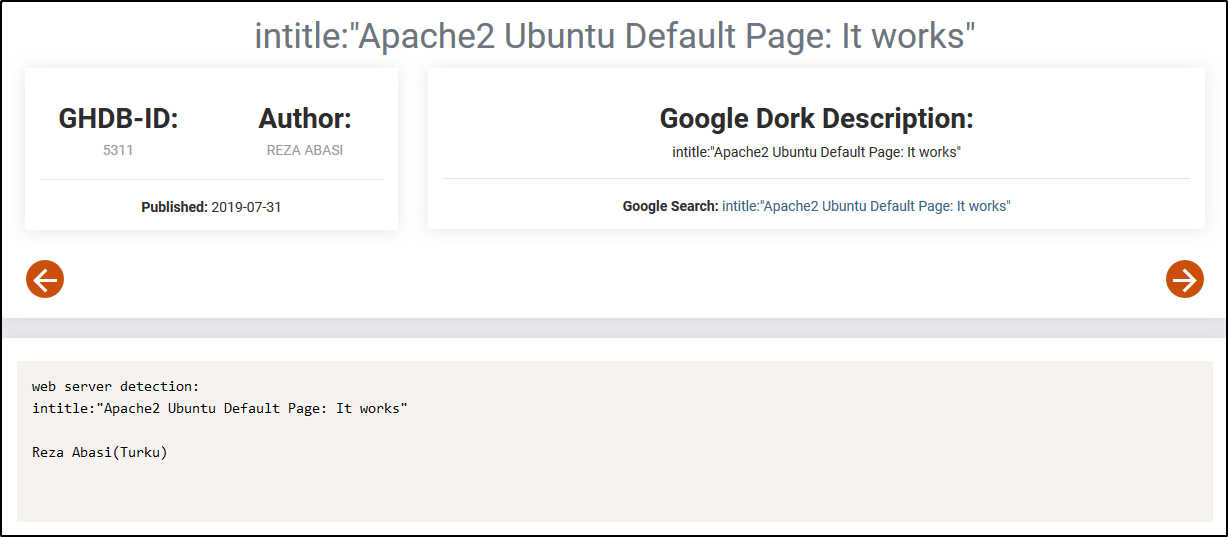 intitle:"Apache2 Ubuntu Default Page: It works"
GHDB-ID:
5311
Author:
REZA ABASI
Published: 2019-07-31
Google Dork Description:
intitle:"Apache2 Ubuntu Default Page: It works"
Google Search: intitle:"Apache2 Ubuntu Default Page: It works"
web server detection:
intitle:"Apache2 Ubuntu Default Page: It works"
Reza Abasi(Turku)